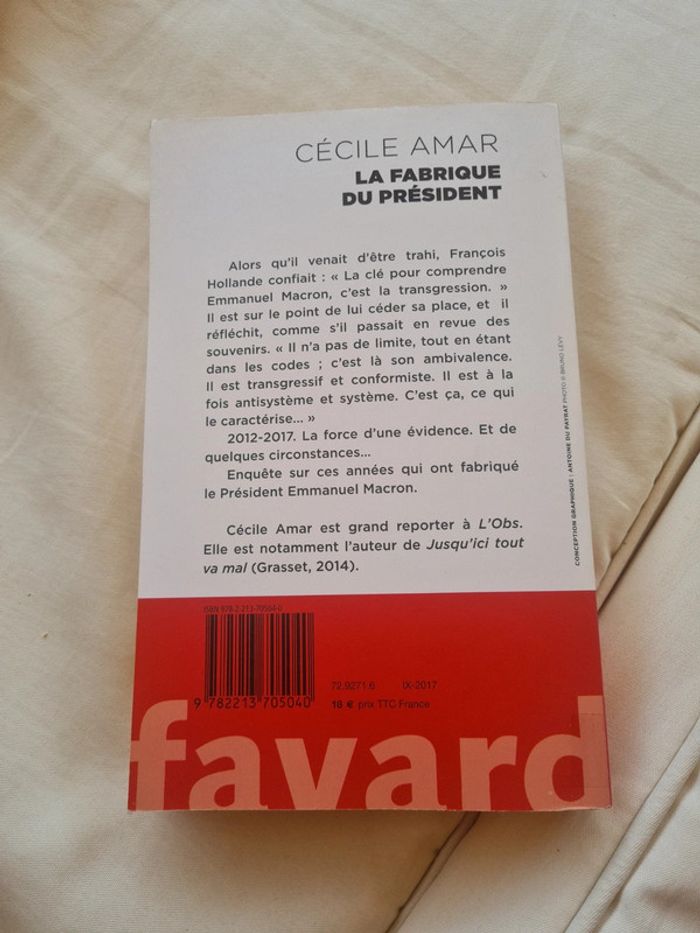 CÉCILE AMAR
LA FABRIQUE
DU PRÉSIDENT
Alors qu'il venait d'être trahi, François
Hollande confiait : « La clé pour comprendre
Emmanuel Macron, c'est la transgression. »
Il est sur le point de lui céder sa place, et il
réfléchit, comme s'il passait en revue des
souvenirs. « Il n'a pas de limite, tout en étant
dans les codes ; c'est là son ambivalence.
Il est transgressif et conformiste. Il est à la
fois antisystème et système. C'est ça, ce qui
le caractérise... »
2012-2017. La force d'une évidence. Et de
quelques circonstances...
Enquête sur ces années qui ont fabriqué
le Président Emmanuel Macron.
Cécile Amar est grand reporter à L'Obs.
Elle est notamment l'auteur de Jusqu'ici tout
va mal (Grasset, 2014).
CONCEPTION GRAPHIQUE | ANTOINE DU PAYRAT PHOTO © BRUNO LÉVY
ISBN 978-2-213-70504-0
9 782213 705040
72.9271.6 IX-2017
18 € prix TTC France
fayard